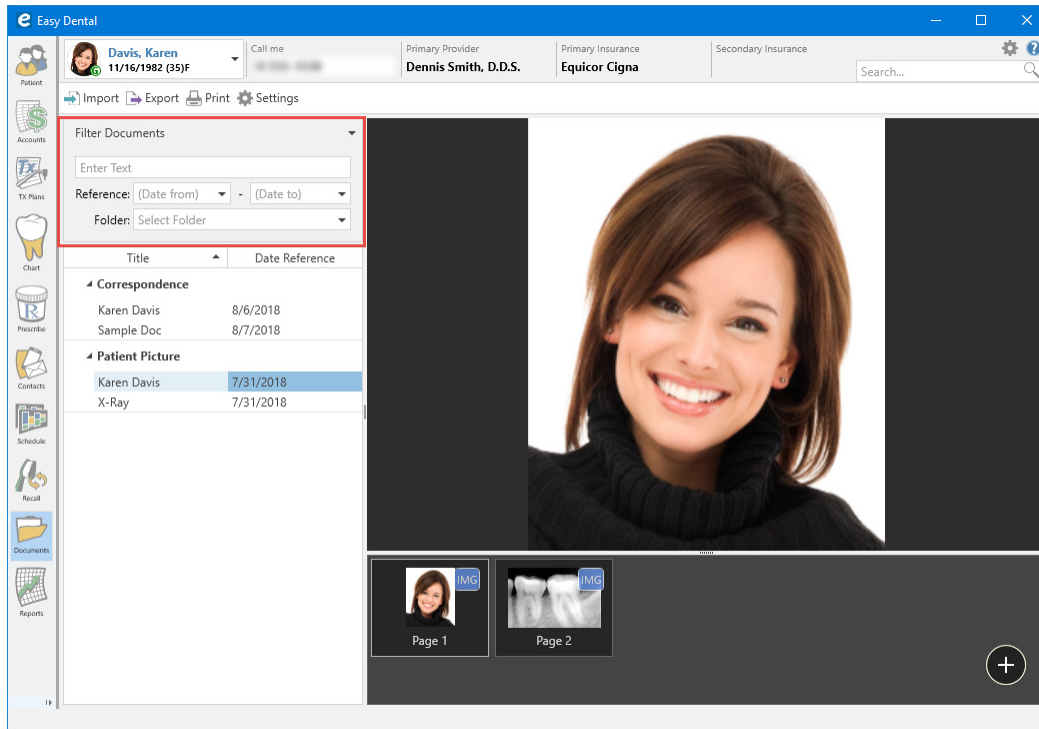 Easy Dental
Davis, Karen
11/16/1982 (35)F
G
Call me
Primary Provider
Dennis Smith, D.D.S.
Primary Insurance
Equicor Cigna
Secondary Insurance
Search...
Import Export Print Settings
Patient
Accounts
TX Plans
Chart
Prescribe
Contacts
Schedule
Recall
Documents
Reports
Filter Documents
Enter Text
Reference: (Date from) - (Date to)
Folder: Select Folder
Title Date Reference
Correspondence
Karen Davis 8/6/2018
Sample Doc 8/7/2018
Patient Picture
Karen Davis 7/31/2018
X-Ray 7/31/2018
IMG
Page 1
IMG
Page 2